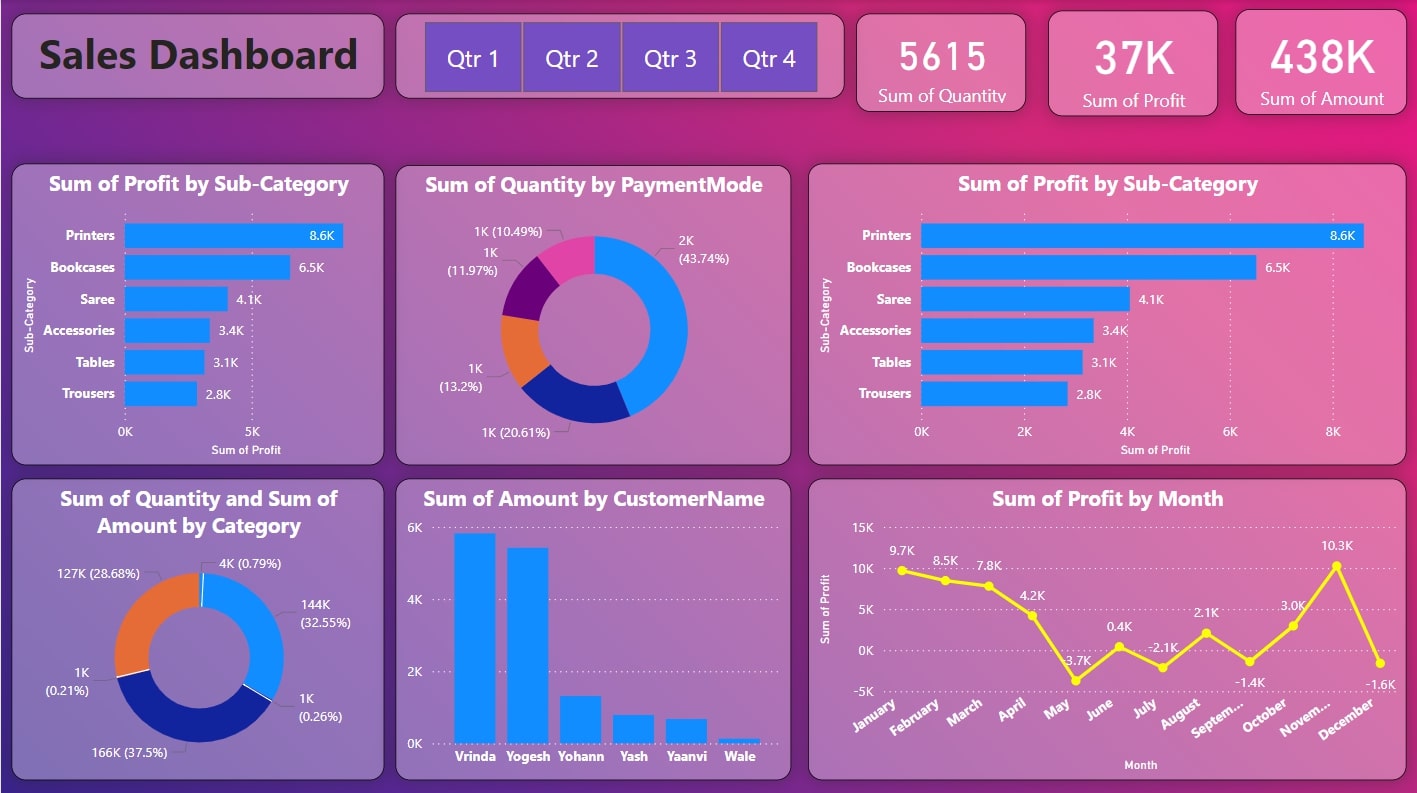 Sales Dashboard
Qtr 1
Qtr 2
Qtr 3
Qtr 4
5615
Sum of Quantity
37K
Sum of Profit
438K
Sum of Amount
Sum of Profit by Sub-Category
Sub-Category
Printers
8.6K
Bookcases
6.5K
Saree
4.1K
Accessories
3.4K
Tables
3.1K
Trousers
2.8K
0K
5K
Sum of Profit
Sum of Quantity by PaymentMode
1K (10.49%)
2K
(43.74%)
1K
(11.97%)
1K
(13.2%)
1K (20.61%)
Sum of Profit by Sub-Category
Sub-Category
Printers
8.6K
Bookcases
6.5K
Saree
4.1K
Accessories
3.4K
Tables
3.1K
Trousers
2.8K
0K
2K
4K
6K
8K
Sum of Profit
Sum of Quantity and Sum of
Amount by Category
4K (0.79%)
127K (28.68%)
144K
(32.55%)
1K
(0.21%)
1K
(0.26%)
166K (37.5%)
Sum of Amount by CustomerName
6K
4K
2K
0K
Vrinda
Yogesh
Yohann
Yash
Yaanvi
Wale
Sum of Profit by Month
Sum of Profit
15K
10K
5K
0K
-5K
9.7K
8.5K
7.8K
4.2K
-3.7K
0.4K
-2.1K
2.1K
-1.4K
3.0K
10.3K
-1.6K
January
February
March
April
May
June
July
August
Septem...
October
Novem...
December
Month